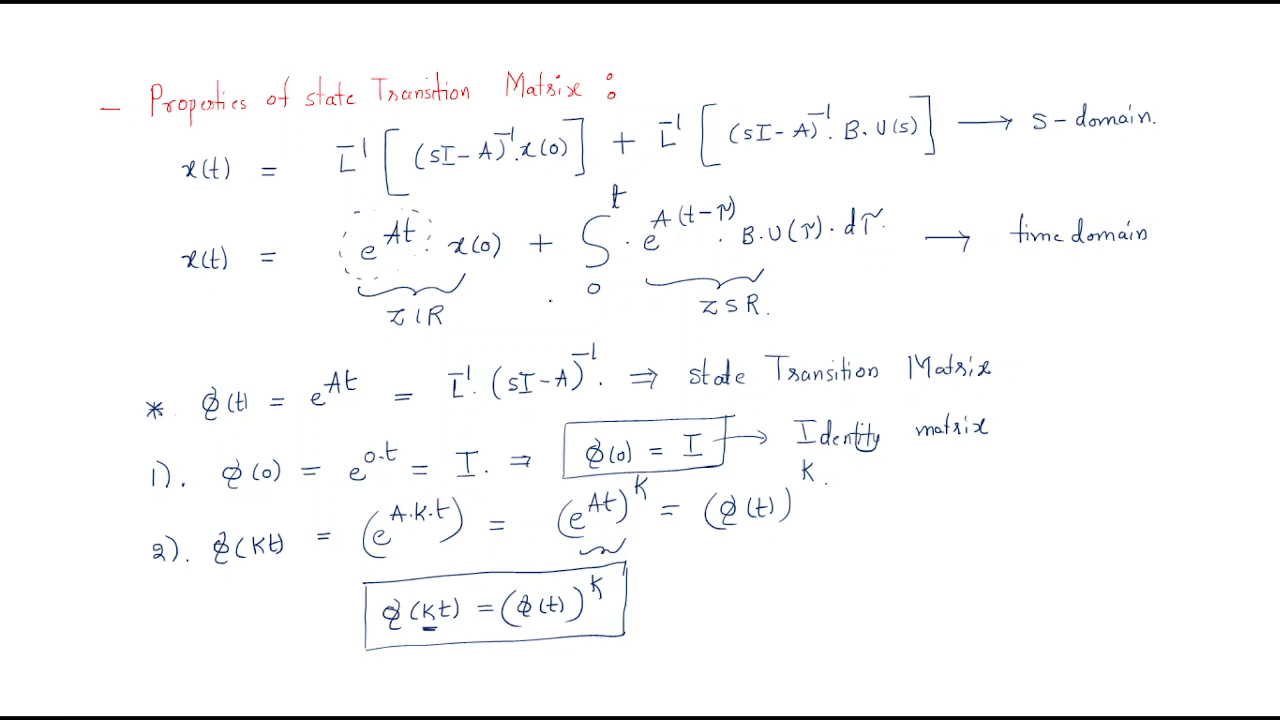 – Properties of state Transition Matrix :
x(t) = L⁻¹ [ (sI – A)⁻¹. x(0) ] + L⁻¹ [ (sI – A)⁻¹. B. U(s) ] ⟶ S - domain.
x(t) = e^{At}. x(0) + ∫₀ᵗ . e^{A(t-τ)} . B. U(τ). dτ. ⟶ time domain
ZIR ZSR.
* φ(t) = e^{At} = L⁻¹. (sI – A)⁻¹. ⇒ state Transition Matrix
1). φ(0) = e^{0.t} = I. ⇒ φ(0) = I ⟶ Identity matrix
2). φ(Kt) = (e^{A.K.t}) = (e^{At})^K = (φ(t))^K.
φ(Kt) = (φ(t))^K